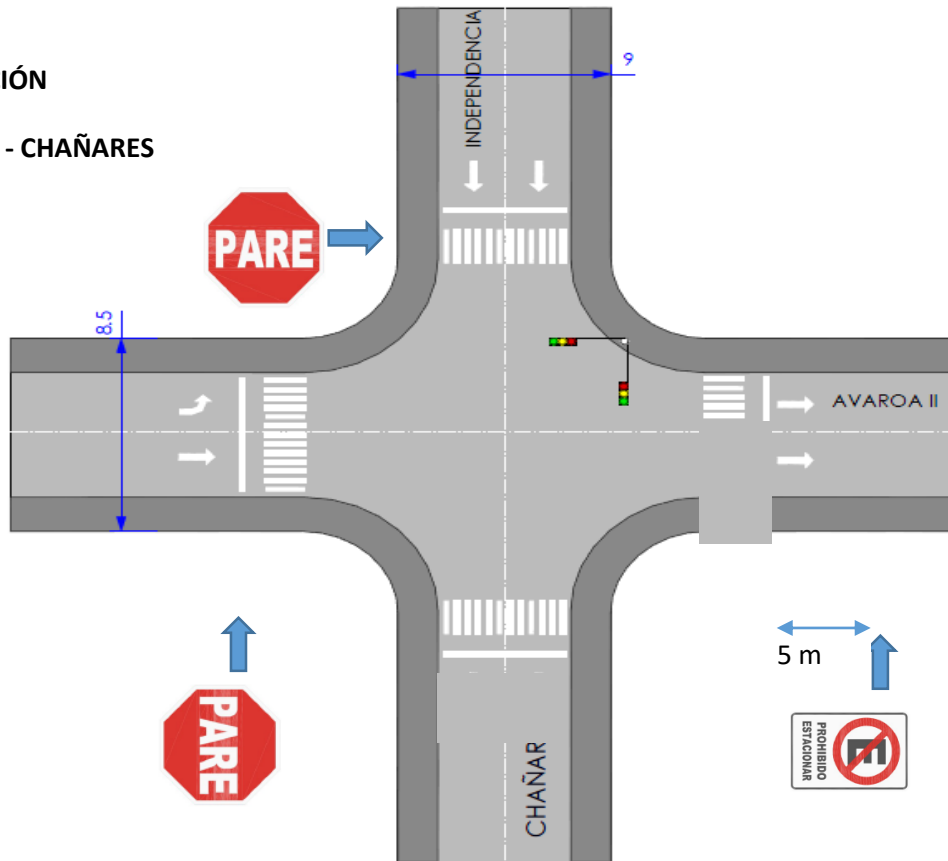 IÓN
- CHAÑARES
INDEPENDENCIA
9
PARE
8.5
AVAROA II
5 m
PARE
PROHIBIDO
ESTACIONAR
E
CHAÑAR